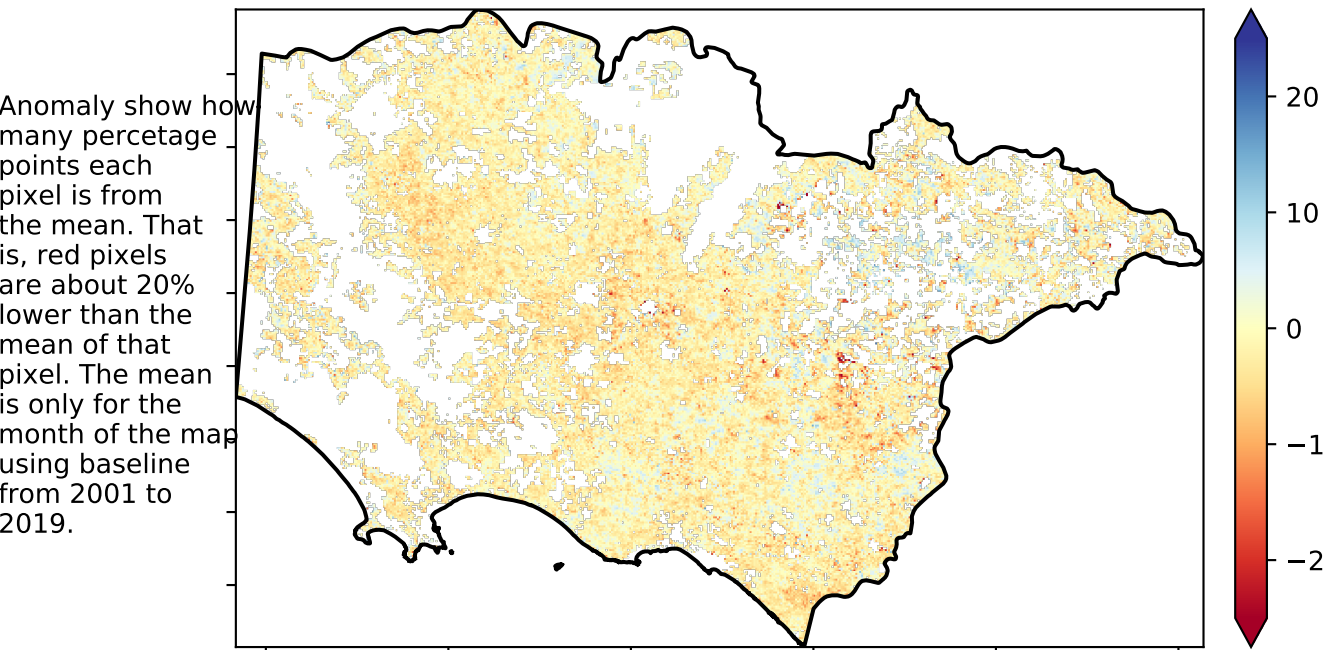 Anomaly show how
many percetage
points each
pixel is from
the mean. That
is, red pixels
are about 20%
lower than the
mean of that
pixel. The mean
is only for the
month of the map
using baseline
from 2001 to
2019.
20
10
0
−1
−2